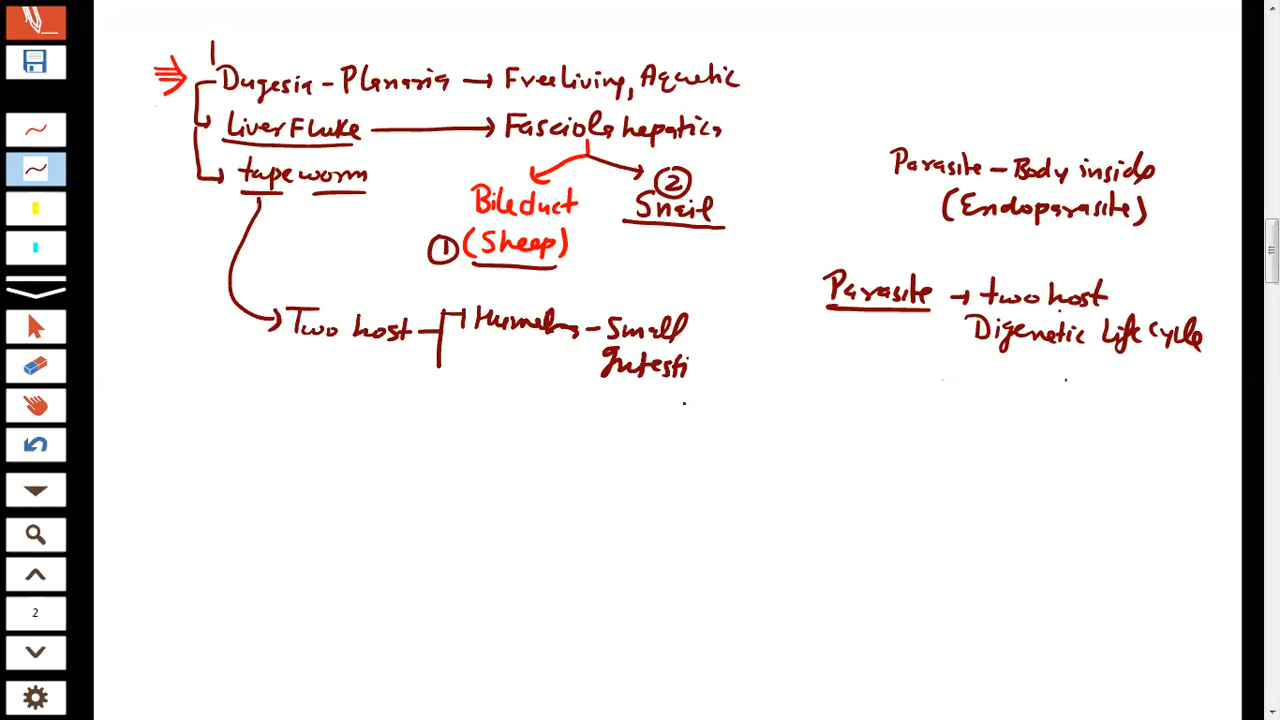 Dugesia - Planaria → Freeliving, Aquatic
Liver Fluke → Fasciola hepatica
tapeworm
Parasite - Body inside
(Endoparasite)
Bileduct
② Snail
① (Sheep)
Parasite → two host
Digenetic Life cycle
Two host - Humans - Small
Intesti
2